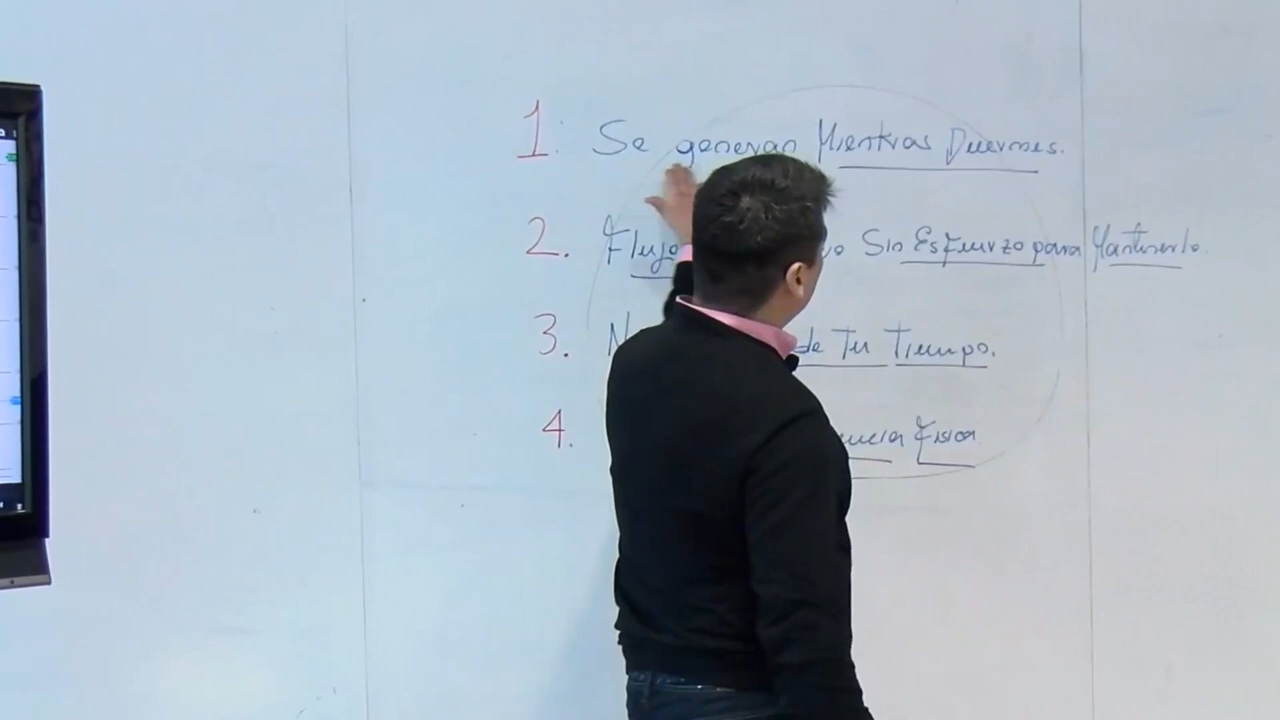 1. Se generan Mientras Duermes.
2. Flujo Sin Esfuerzo para Mantenerlo.
3. de Tu Tiempo.
4. Fisica